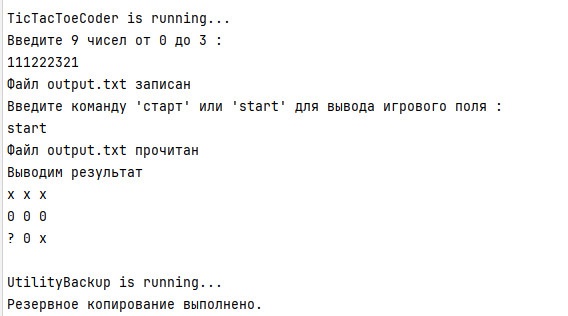 TicTacToeCoder is running...
Введите 9 чисел от 0 до 3 :
111222321
Файл output.txt записан
Введите команду 'старт' или 'start' для вывода игрового поля :
start
Файл output.txt прочитан
Выводим результат
x x x
0 0 0
? 0 x
UtilityBackup is running...
Резервное копирование выполнено.